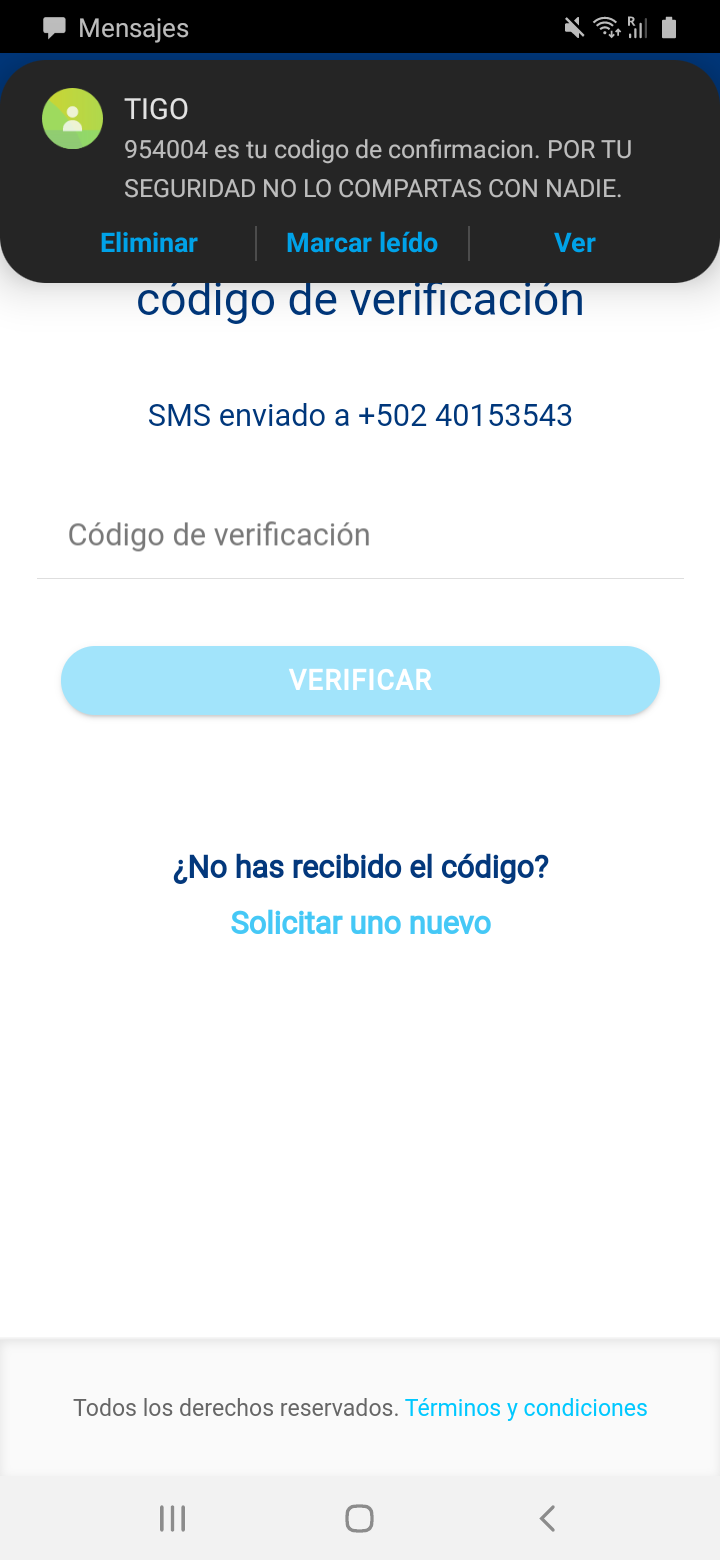 Mensajes
TIGO
954004 es tu codigo de confirmacion. POR TU
SEGURIDAD NO LO COMPARTAS CON NADIE.
Eliminar
Marcar leído
Ver
código de verificación
SMS enviado a +502 40153543
Código de verificación
VERIFICAR
¿No has recibido el código?
Solicitar uno nuevo
Todos los derechos reservados. Términos y condiciones